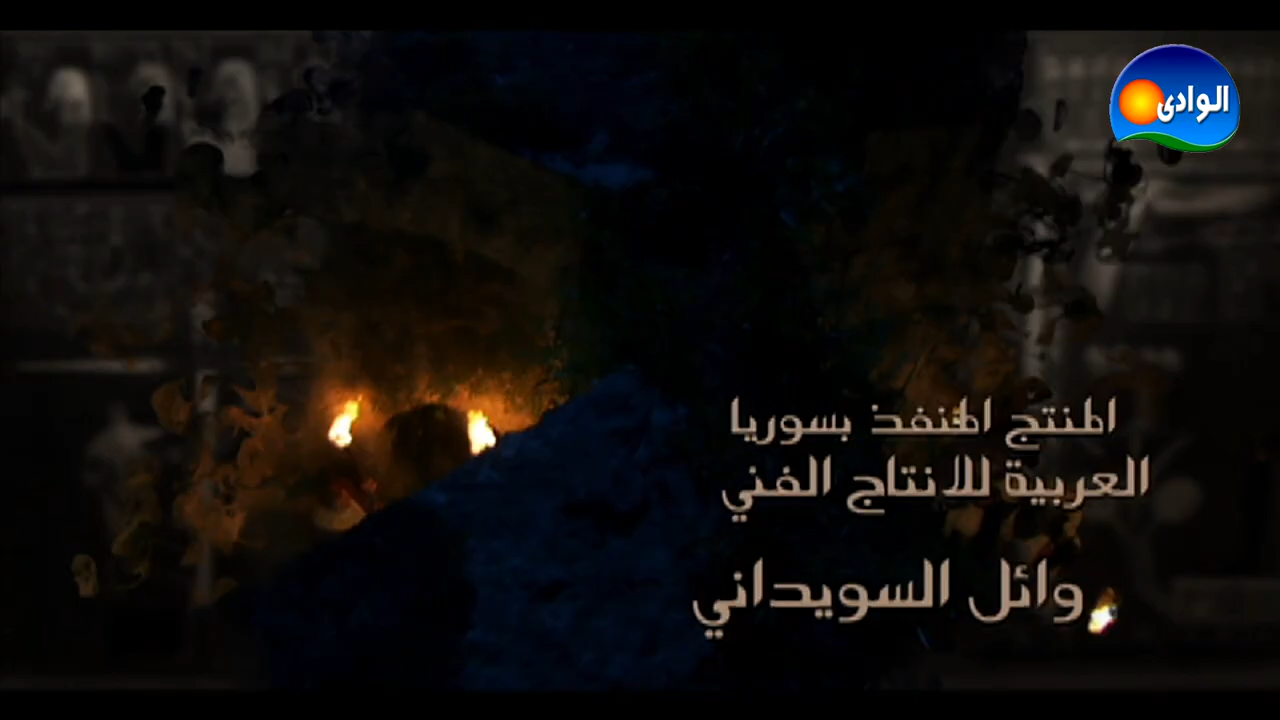 الوادى
المنتج المنفذ بسوريا
العربية للانتاج الفني
وائل السويداني